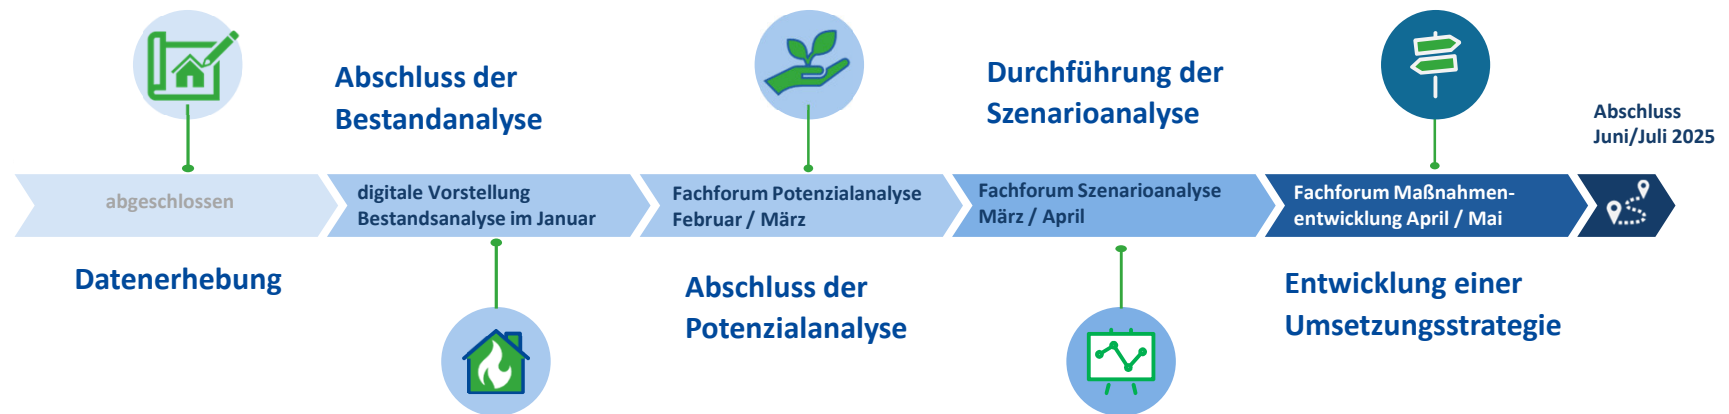 Abschluss der
Bestandanalyse
Durchführung der
Szenarioanalyse
Abschluss
Juni/Juli 2025
abgeschlossen
digitale Vorstellung
Bestandsanalyse im Januar
Fachforum Potenzialanalyse
Februar / März
Fachforum Szenarioanalyse
März / April
Fachforum Maßnahmen-
entwicklung April / Mai
Datenerhebung
Abschluss der
Potenzialanalyse
Entwicklung einer
Umsetzungsstrategie